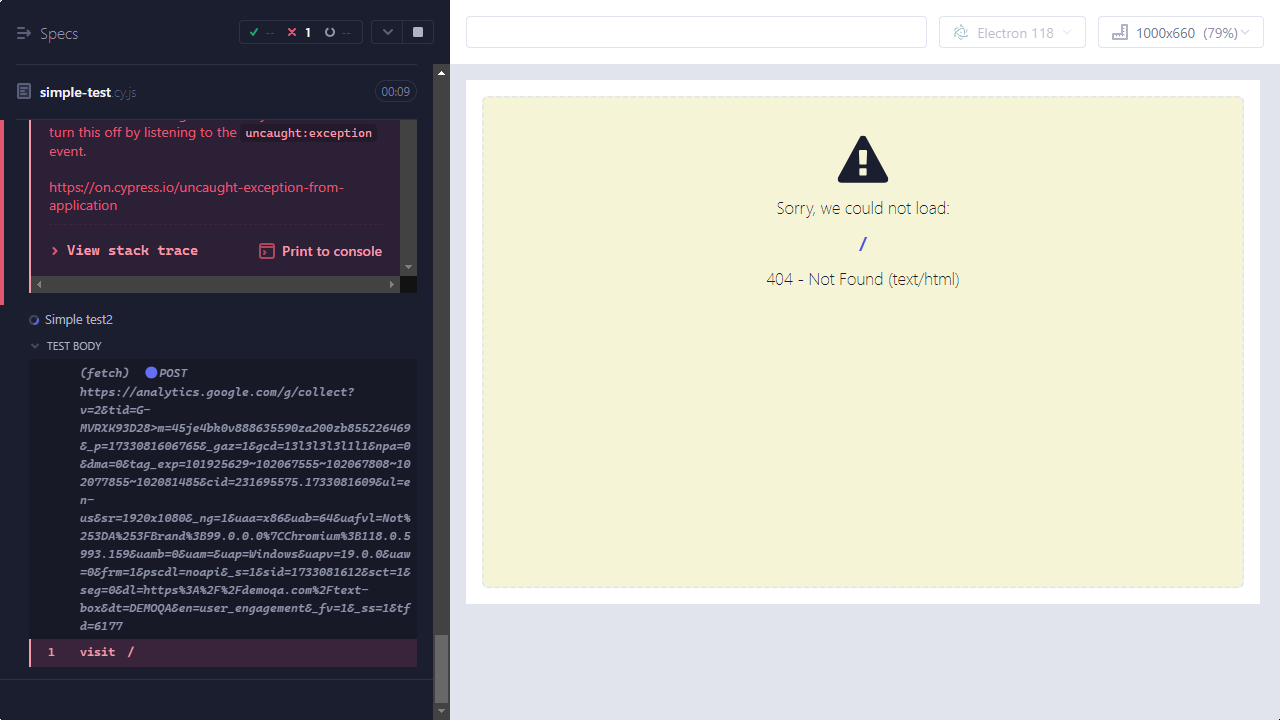 Specs
-- 1 --
Electron 118
1000x660 (79%)
simple-test.cy.js
00:09
turn this off by listening to the uncaught:exception
event.
https://on.cypress.io/uncaught-exception-from-
application
View stack trace
Print to console
Simple test2
TEST BODY
(fetch) POST
https://analytics.google.com/g/collect?
v=2&tid=G-
MVRXK93D28>m=45je4bk0v888635590za200zb855226469
&_p=1733081606765&_gaz=1&gcd=13l3l3l3l1l1&npa=0
&dma=0&tag_exp=101925629~102067555~102067808~10
2077855~102081485&cid=231695575.1733081609&ul=e
n-
us&sr=1920x1080&_ng=1&uaa=x86&uab=64&uafvl=Not%
253DA%253FBrand%3B99.0.0.0%7CChromium%3B118.0.5
993.159&uamb=0&uam=&uap=Windows&uapv=19.0.0&uaw
=0&frm=1&pscdl=noapi&_s=1&sid=1733081612&sct=1&
seg=0&dl=https%3A%2F%2Fdemoqa.com%2Ftext-
box&dt=DEMOQA&en=user_engagement&_fv=1&_ss=1&tf
d=6177
1 visit /
Sorry, we could not load:
/
404 - Not Found (text/html)